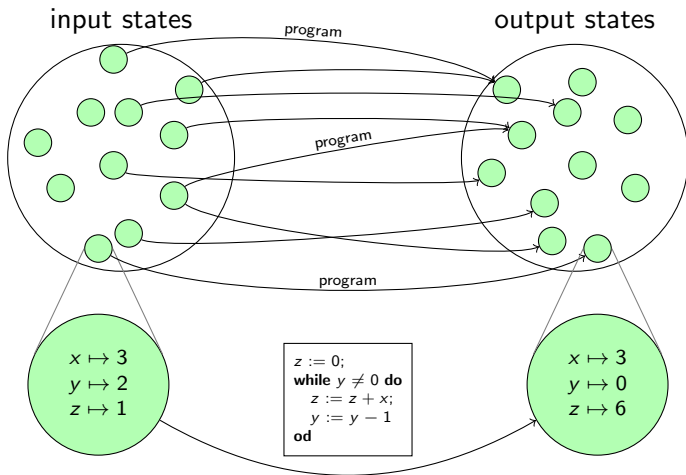 input states
output states
program
program
program
x ↦ 3
y ↦ 2
z ↦ 1
z := 0;
while y ≠ 0 do
z := z + x;
y := y − 1
od
x ↦ 3
y ↦ 0
z ↦ 6